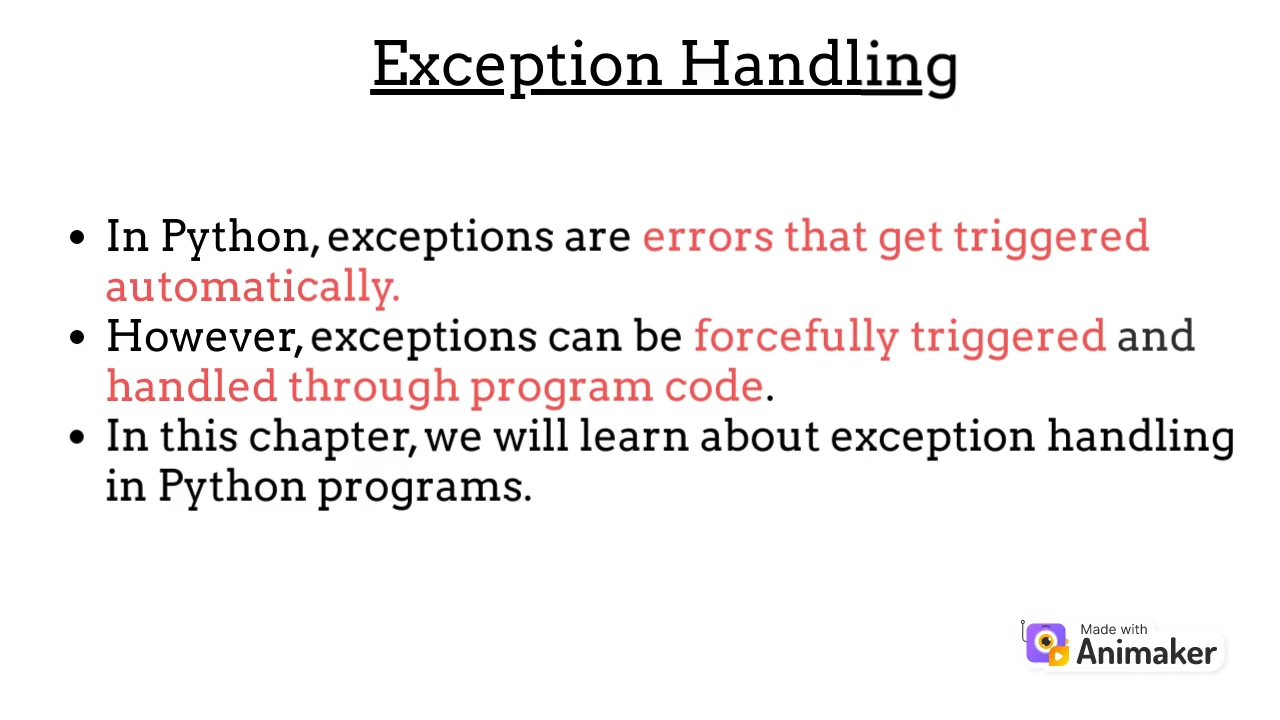 Exception Handling
• In Python, exceptions are errors that get triggered
automatically.
• However, exceptions can be forcefully triggered and
handled through program code.
• In this chapter, we will learn about exception handling
in Python programs.
Made with
Animaker